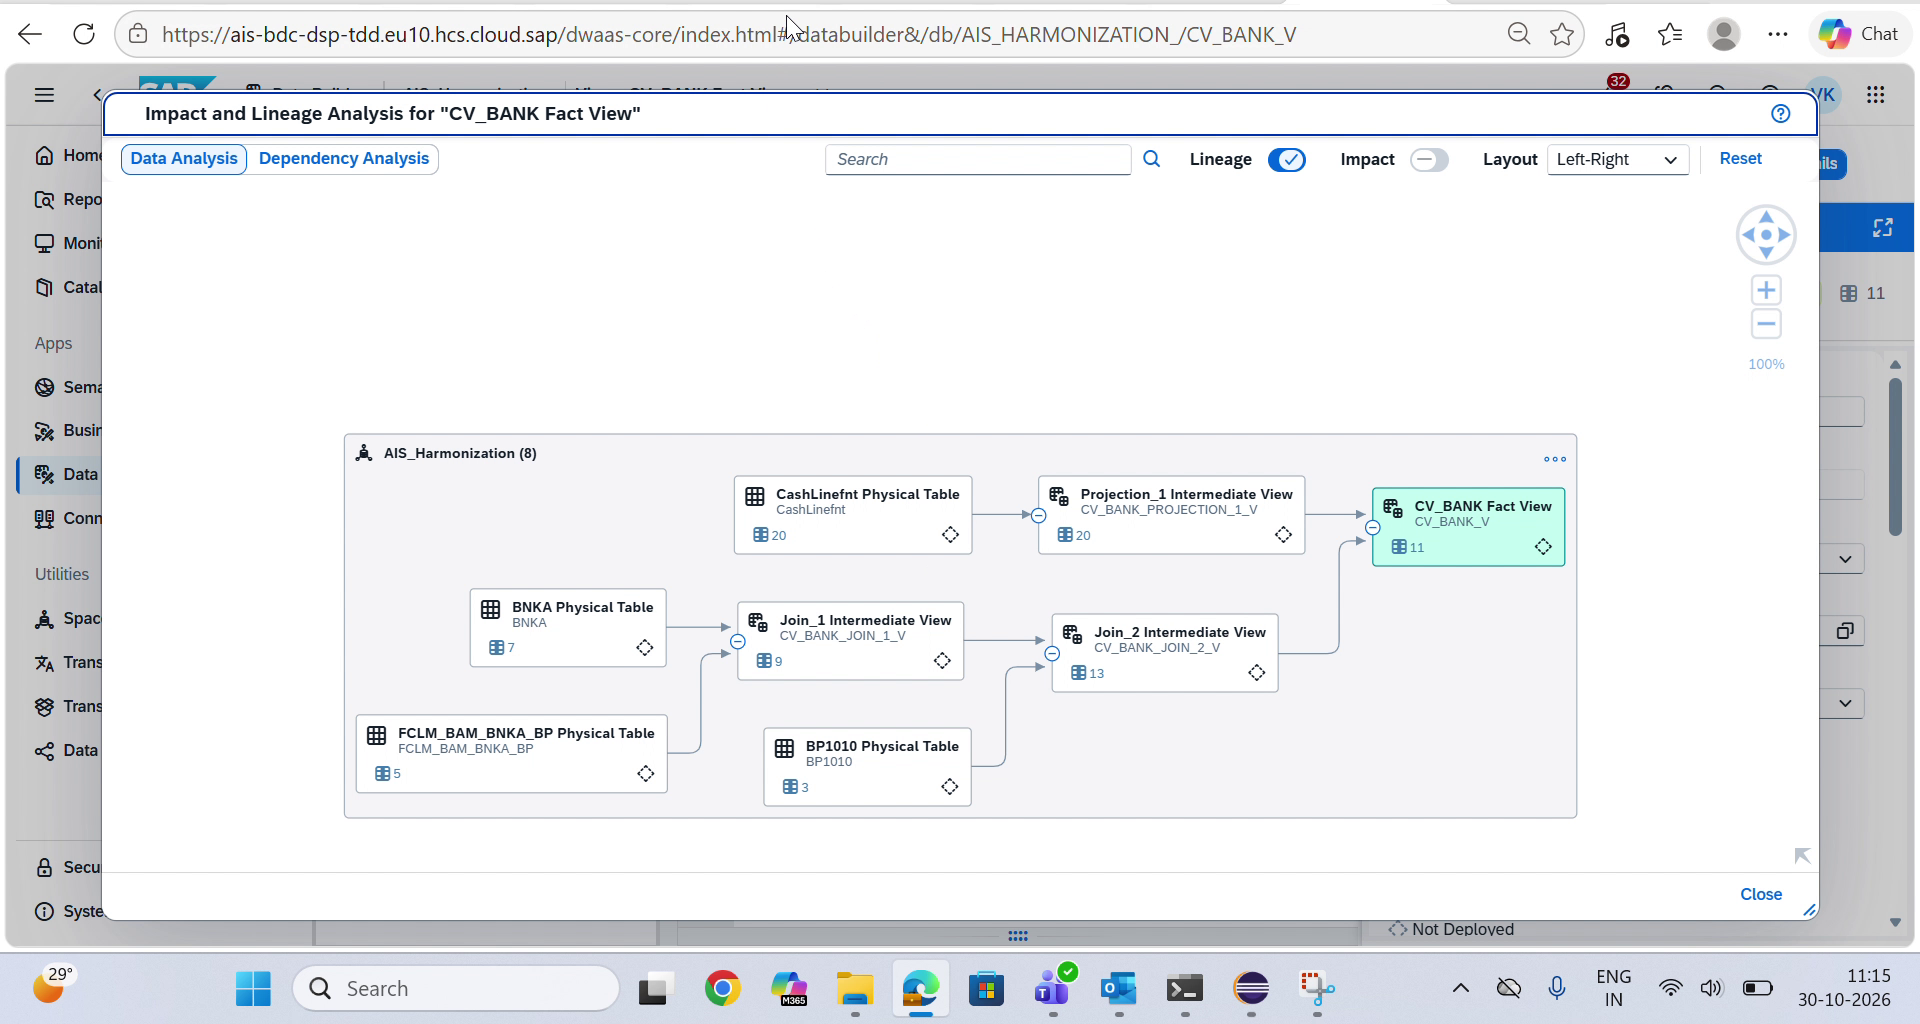 https://ais-bdc-dsp-tdd.eu10.hcs.cloud.sap/dwaas-core/index.html#/databuilder&/db/AIS_HARMONIZATION_/CV_BANK_V
Chat
32
VK
Impact and Lineage Analysis for "CV_BANK Fact View"
Data Analysis
Dependency Analysis
Search
Lineage
Impact
Layout
Left-Right
Reset
Home
Repo
Moni
Catal
Apps
Sema
Busin
Data
Conn
Utilities
Spac
Trans
Trans
Data
Secu
Syste
ils
11
100%
AIS_Harmonization (8)
CashLinefnt Physical Table
CashLinefnt
20
Projection_1 Intermediate View
CV_BANK_PROJECTION_1_V
20
CV_BANK Fact View
CV_BANK_V
11
BNKA Physical Table
BNKA
7
Join_1 Intermediate View
CV_BANK_JOIN_1_V
9
Join_2 Intermediate View
CV_BANK_JOIN_2_V
13
FCLM_BAM_BNKA_BP Physical Table
FCLM_BAM_BNKA_BP
5
BP1010 Physical Table
BP1010
3
Close
Not Deployed
29°
Search
M365
ENG
IN
11:15
30-10-2026